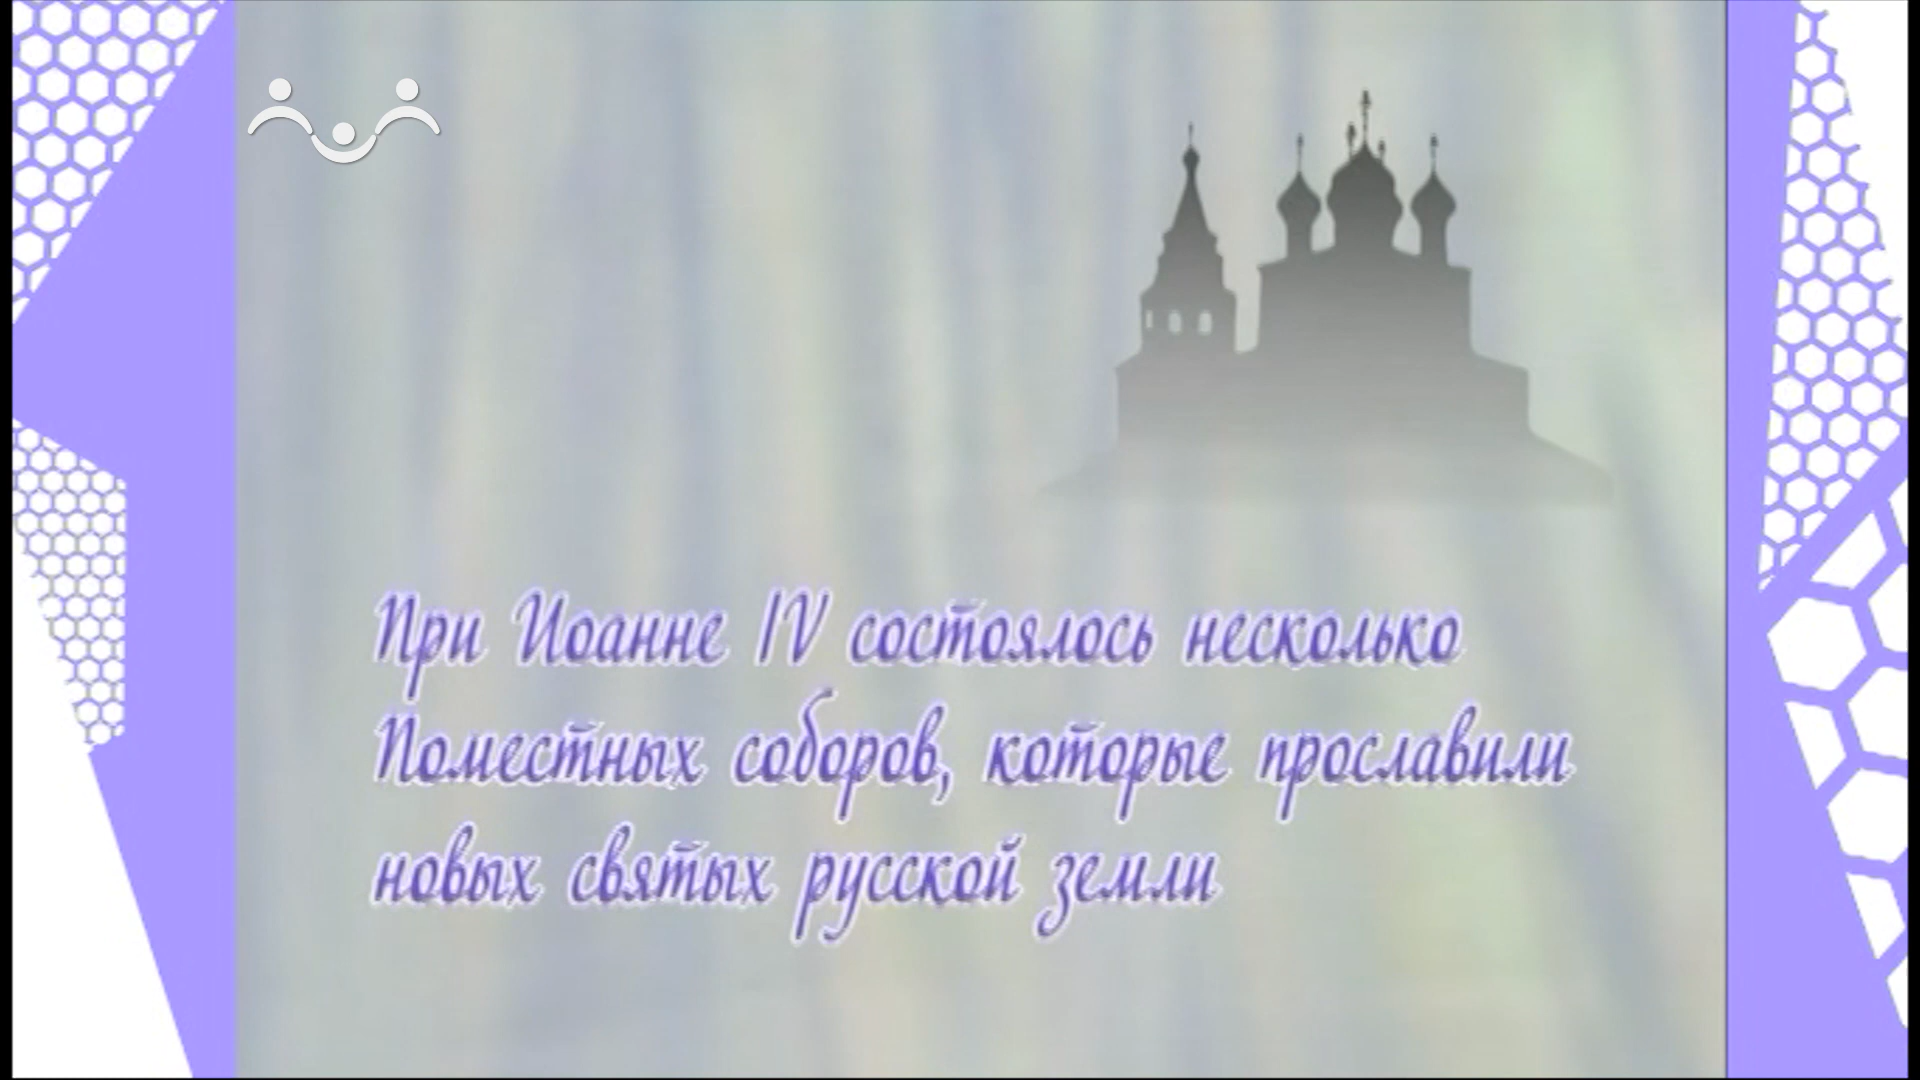 При Иоанне IV состоялось несколько
Поместных соборов, которые прославили
новых святых русской земли